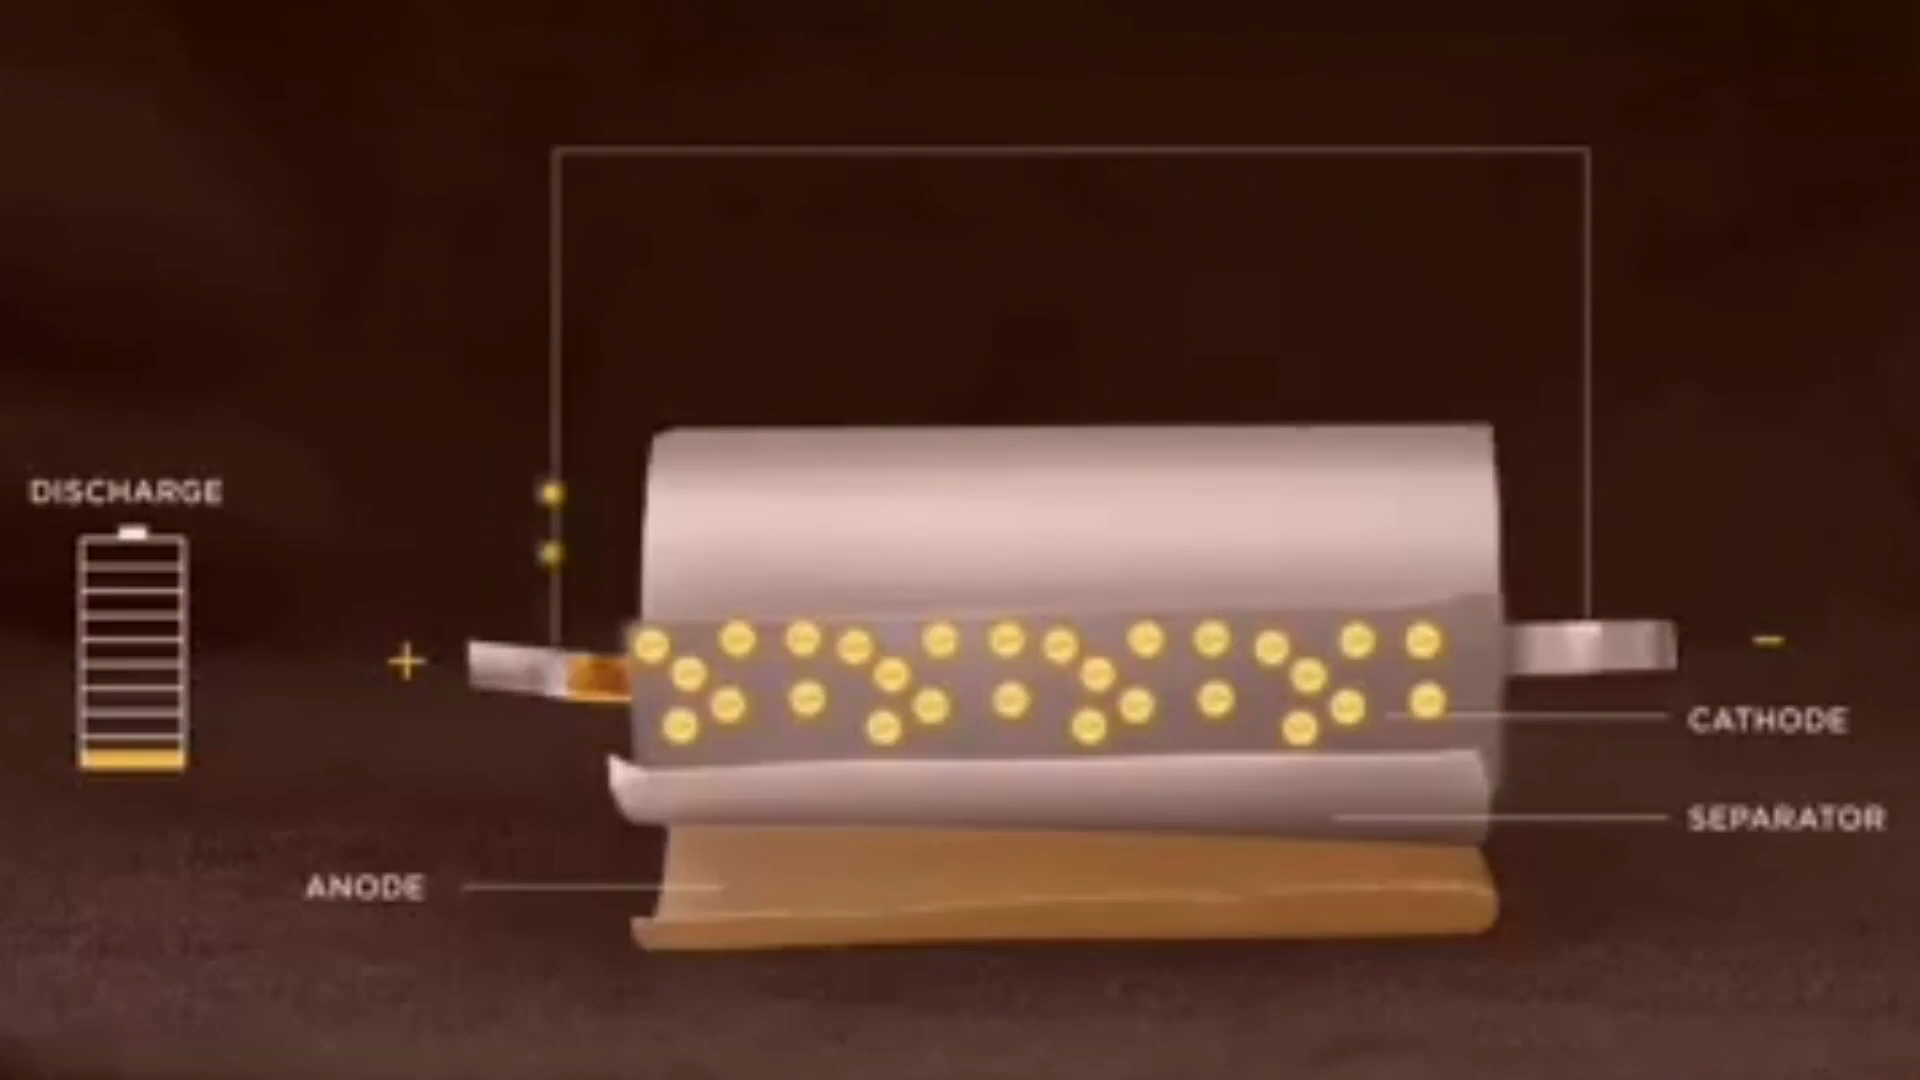 DISCHARGE
+
−
CATHODE
SEPARATOR
ANODE